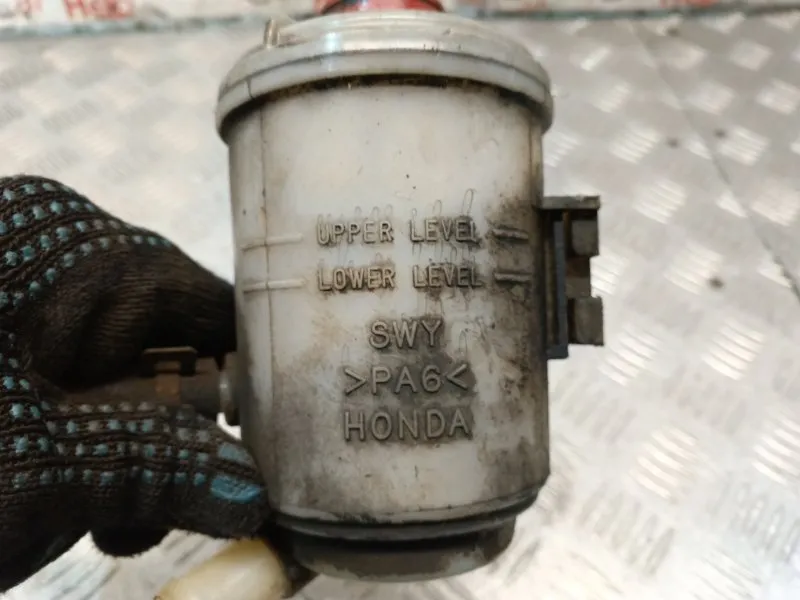 UPPER LEVEL
LOWER LEVEL
SWY
>PA6<
HONDA